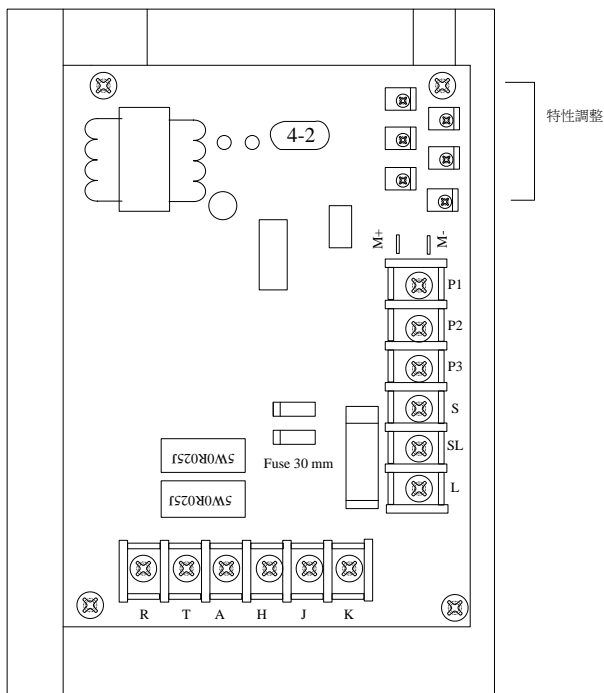 4-2
特性調整
M+
M-
P1
P2
P3
S
SL
L
Fuse 30 mm
5W0R025J
5W0R025J
R T A H J K